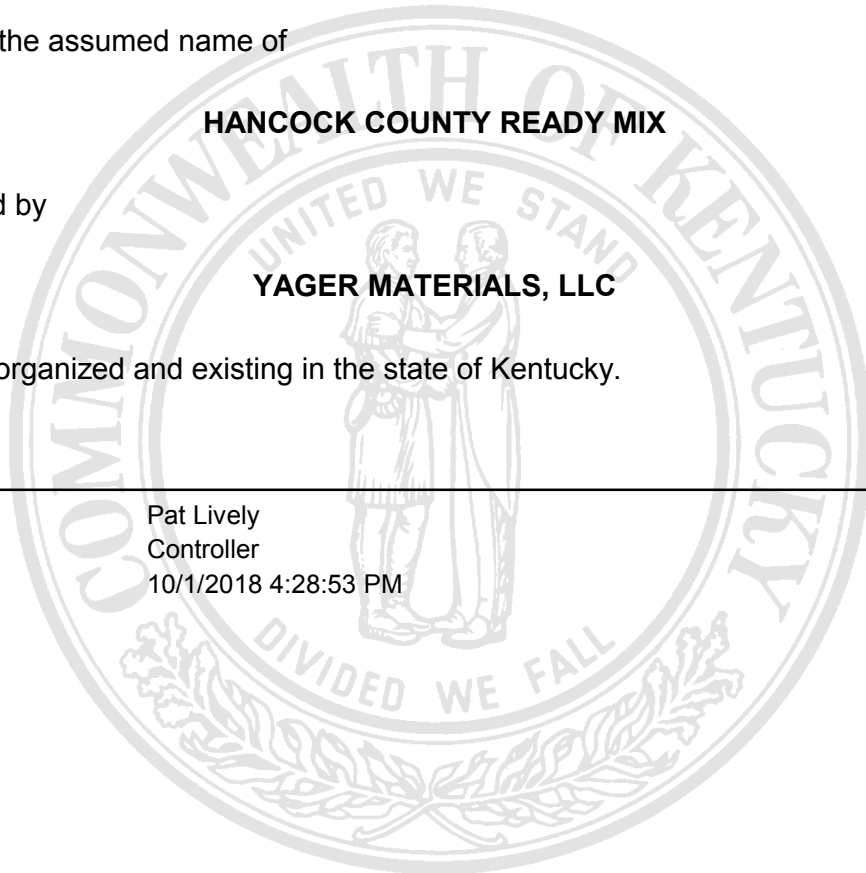 the assumed name of
HANCOCK COUNTY READY MIX
d by
YAGER MATERIALS, LLC
organized and existing in the state of Kentucky.
Pat Lively
Controller
10/1/2018 4:28:53 PM
COMMONWEALTH OF KENTUCKY
UNITED WE STAND
DIVIDED WE FALL